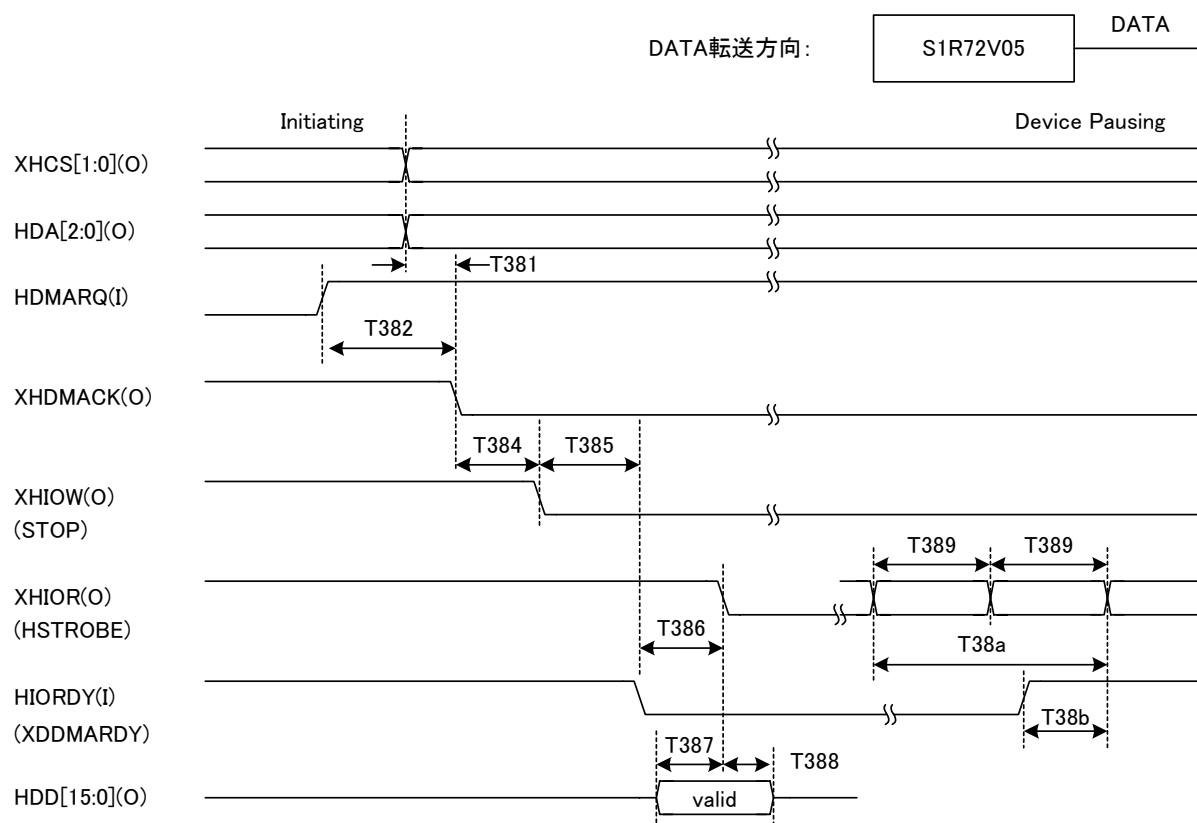 DATA
DATA転送方向:
S1R72V05
Initiating
Device Pausing
XHCS[1:0](O)
HDA[2:0](O)
T381
HDMARQ(I)
T382
XHDMACK(O)
T384
T385
XHIOW(O)
(STOP)
T389
T389
XHIOR(O)
(HSTROBE)
T386
T38a
HIORDY(I)
(XDDMARDY)
T38b
T387
T388
HDD[15:0](O)
valid